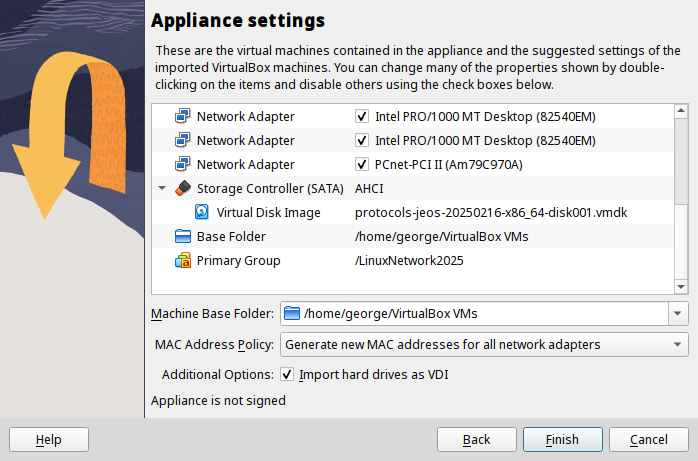 Appliance settings
These are the virtual machines contained in the appliance and the suggested settings of the
imported VirtualBox machines. You can change many of the properties shown by double-
clicking on the items and disable others using the check boxes below.
Network Adapter Intel PRO/1000 MT Desktop (82540EM)
Network Adapter Intel PRO/1000 MT Desktop (82540EM)
Network Adapter PCnet-PCI II (Am79C970A)
Storage Controller (SATA) AHCI
Virtual Disk Image protocols-jeos-20250216-x86_64-disk001.vmdk
Base Folder /home/george/VirtualBox VMs
Primary Group /LinuxNetwork2025
Machine Base Folder: /home/george/VirtualBox VMs
MAC Address Policy: Generate new MAC addresses for all network adapters
Additional Options: Import hard drives as VDI
Appliance is not signed
Help Back Finish Cancel